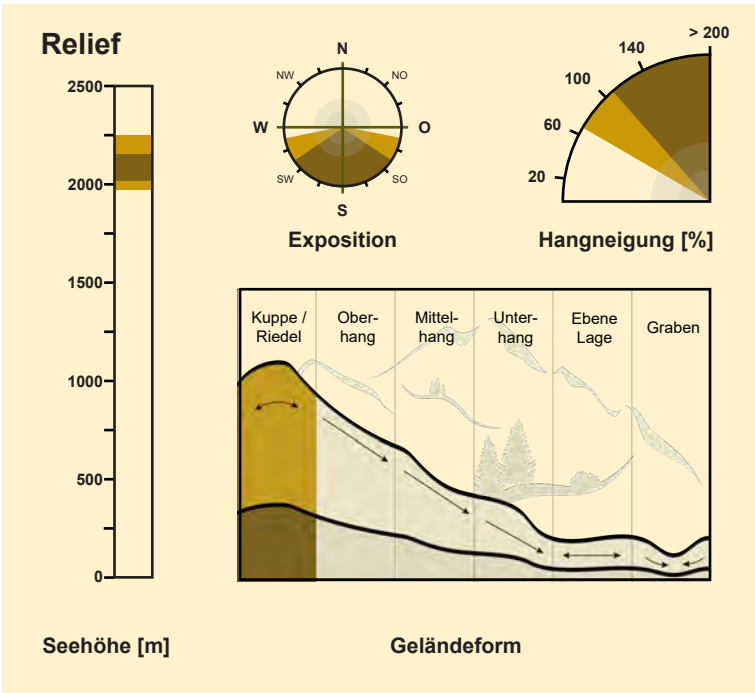 Relief
2500
2000
1500
1000
500
0
Seehöhe [m]
N
NW
NO
W
O
SW
SO
S
Exposition
> 200
140
100
60
20
Hangneigung [%]
Kuppe /
Riedel
Ober-
hang
Mittel-
hang
Unter-
hang
Ebene
Lage
Graben
Geländeform